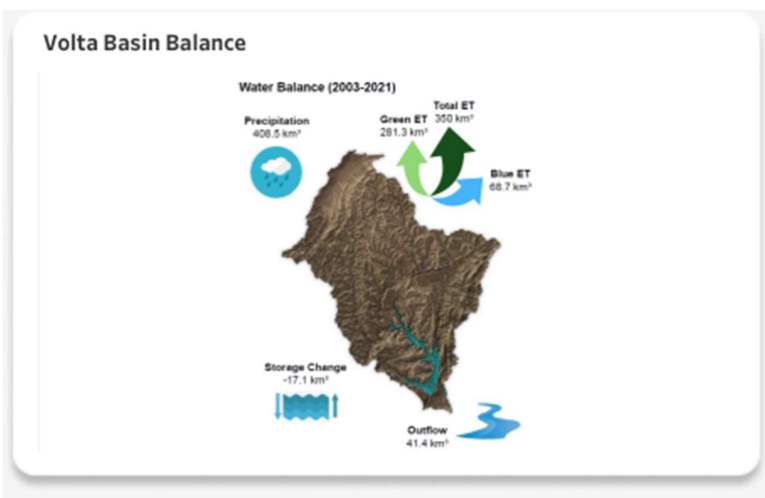 Volta Basin Balance
Water Balance (2003-2021)
Precipitation
408.5 km³
Green ET
281.3 km³
Total ET
350 km³
Blue ET
68.7 km³
Storage Change
-17.1 km³
Outflow
41.4 km³